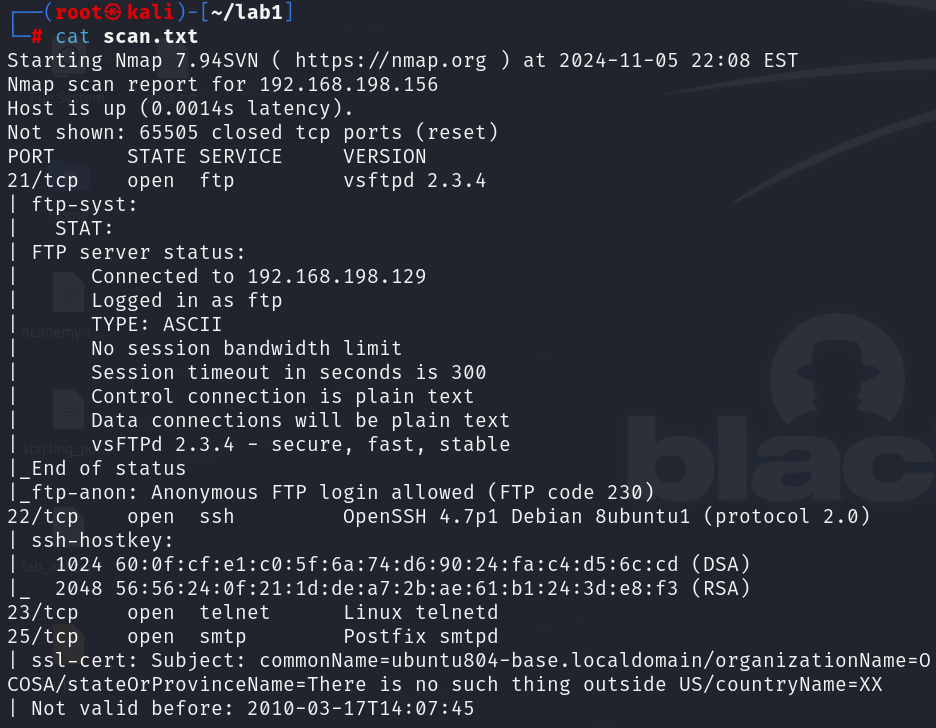 ┌──(root㉿kali)-[~/lab1]
└─# cat scan.txt
Starting Nmap 7.94SVN ( https://nmap.org ) at 2024-11-05 22:08 EST
Nmap scan report for 192.168.198.156
Host is up (0.0014s latency).
Not shown: 65505 closed tcp ports (reset)
PORT      STATE SERVICE     VERSION
21/tcp    open  ftp         vsftpd 2.3.4
| ftp-syst:
|   STAT:
| FTP server status:
|      Connected to 192.168.198.129
|      Logged in as ftp
|      TYPE: ASCII
|      No session bandwidth limit
|      Session timeout in seconds is 300
|      Control connection is plain text
|      Data connections will be plain text
|      vsFTPd 2.3.4 - secure, fast, stable
|_End of status
|_ftp-anon: Anonymous FTP login allowed (FTP code 230)
22/tcp    open  ssh         OpenSSH 4.7p1 Debian 8ubuntu1 (protocol 2.0)
| ssh-hostkey:
|   1024 60:0f:cf:e1:c0:5f:6a:74:d6:90:24:fa:c4:d5:6c:cd (DSA)
|_  2048 56:56:24:0f:21:1d:de:a7:2b:ae:61:b1:24:3d:e8:f3 (RSA)
23/tcp    open  telnet      Linux telnetd
25/tcp    open  smtp        Postfix smtpd
| ssl-cert: Subject: commonName=ubuntu804-base.localdomain/organizationName=O
COSA/stateOrProvinceName=There is no such thing outside US/countryName=XX
| Not valid before: 2010-03-17T14:07:45
blac